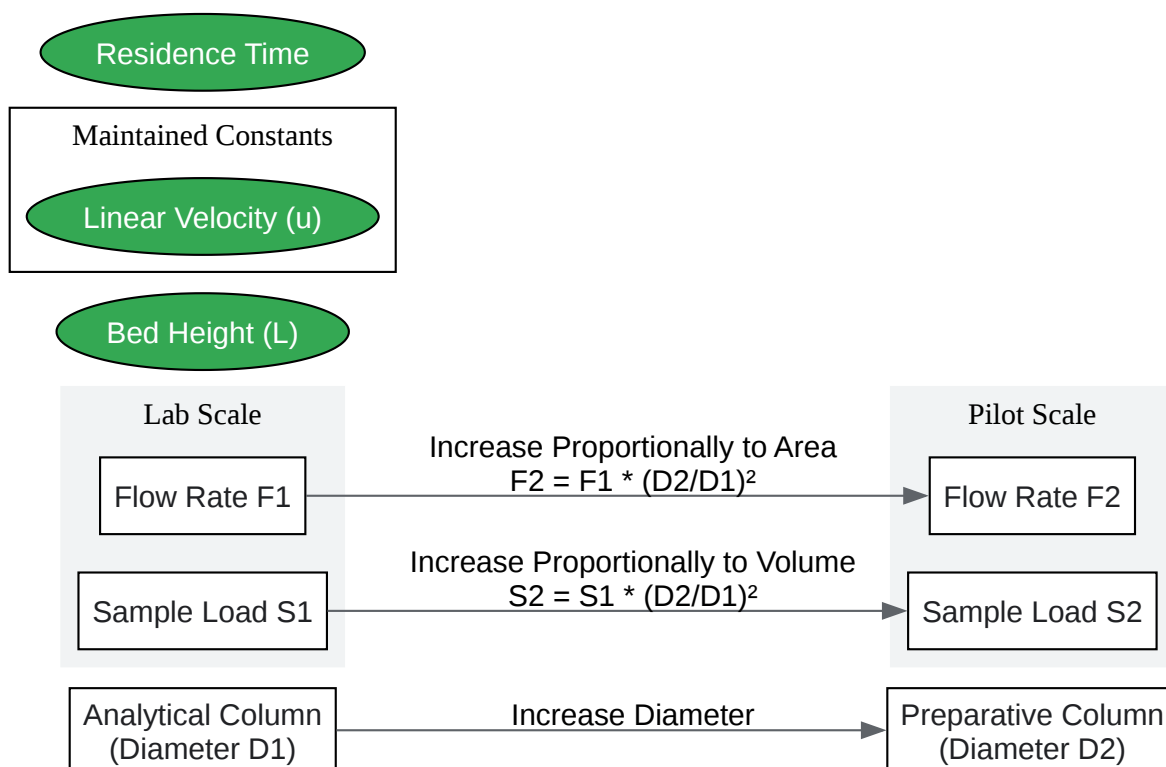 Residence Time
Maintained Constants
Linear Velocity (u)
Bed Height (L)
Lab Scale
Pilot Scale
Increase Proportionally to Area
F2 = F1 * (D2/D1)²
Flow Rate F1
Flow Rate F2
Increase Proportionally to Volume
S2 = S1 * (D2/D1)²
Sample Load S1
Sample Load S2
Analytical Column
(Diameter D1)
Increase Diameter
Preparative Column
(Diameter D2)